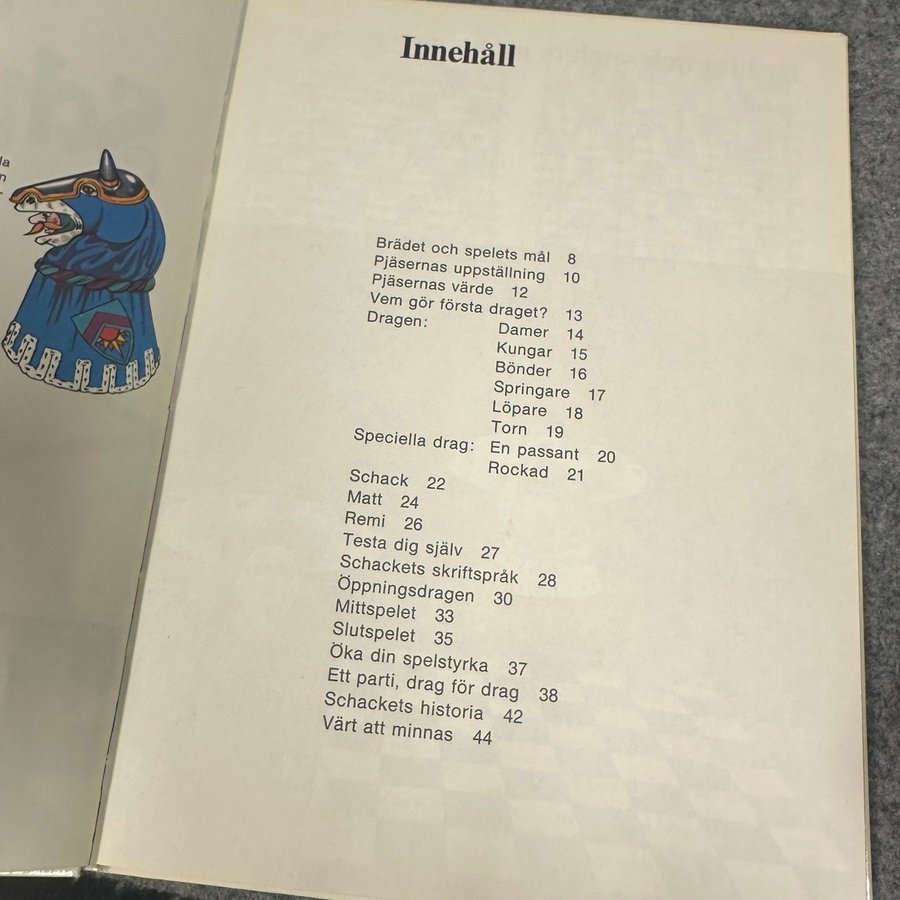 la
n
Innehåll
Brädet och spelets mål 8
Pjäsernas uppställning 10
Pjäsernas värde 12
Vem gör första draget? 13
Dragen: Damer 14
Kungar 15
Bönder 16
Springare 17
Löpare 18
Torn 19
Speciella drag: En passant 20
Rockad 21
Schack 22
Matt 24
Remi 26
Testa dig själv 27
Schackets skriftspråk 28
Öppningsdragen 30
Mittspelet 33
Slutspelet 35
Öka din spelstyrka 37
Ett parti, drag för drag 38
Schackets historia 42
Värt att minnas 44